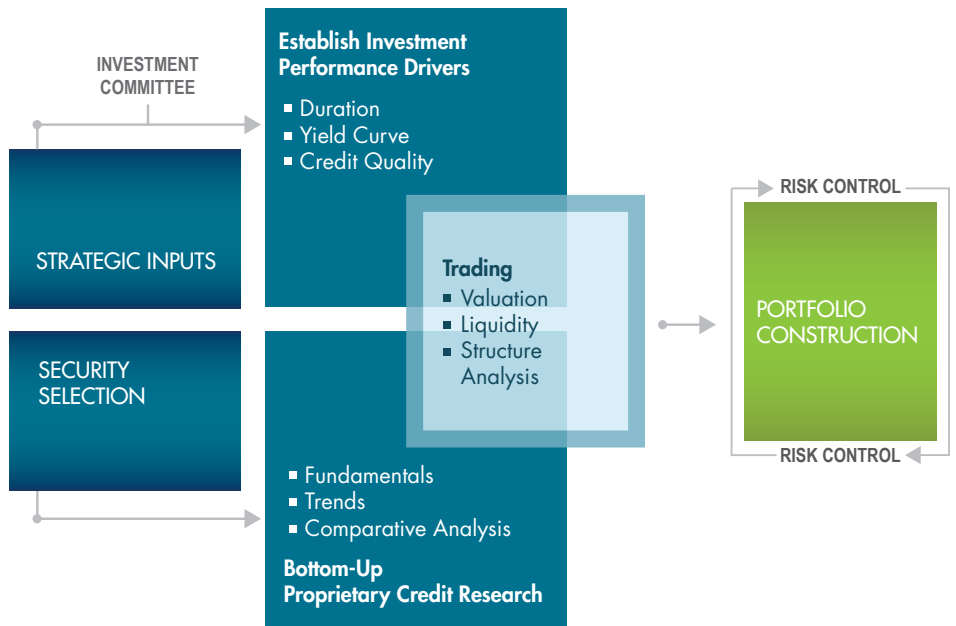 INVESTMENT
COMMITTEE
STRATEGIC INPUTS
SECURITY
SELECTION
Establish Investment
Performance Drivers
▪ Duration
▪ Yield Curve
▪ Credit Quality
Trading
▪ Valuation
▪ Liquidity
▪ Structure
Analysis
▪ Fundamentals
▪ Trends
▪ Comparative Analysis
Bottom-Up
Proprietary Credit Research
RISK CONTROL
PORTFOLIO
CONSTRUCTION
RISK CONTROL